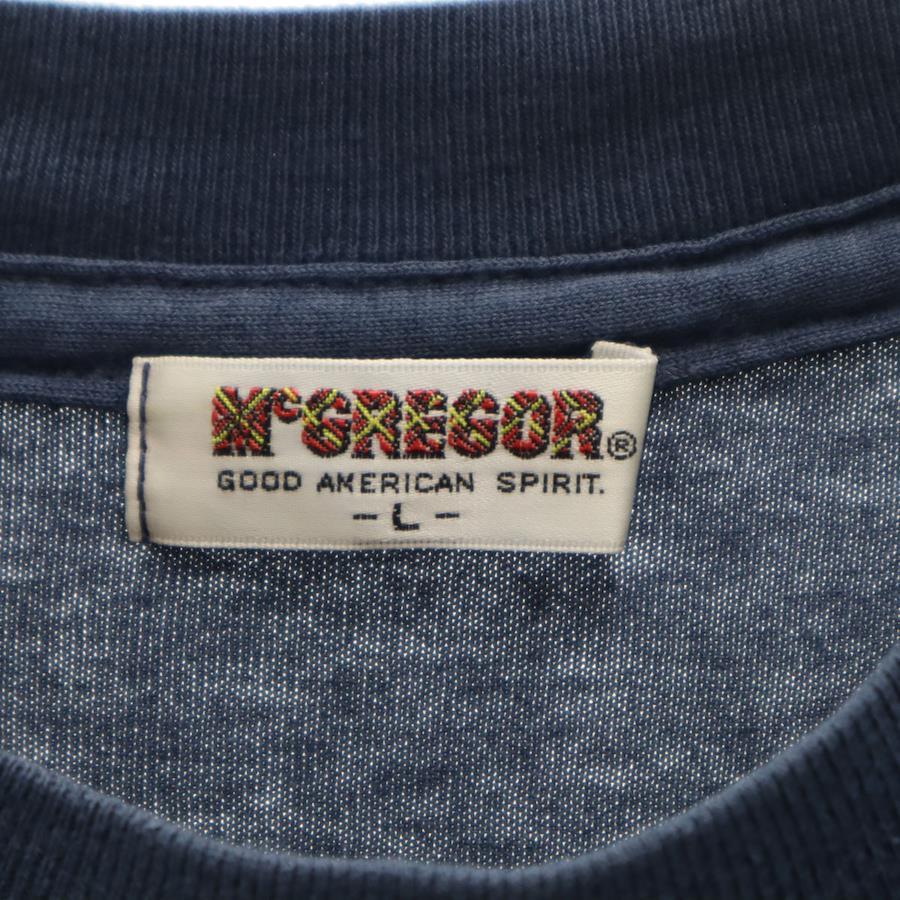 McGREGOR®
GOOD AMERICAN SPIRIT.
- L -